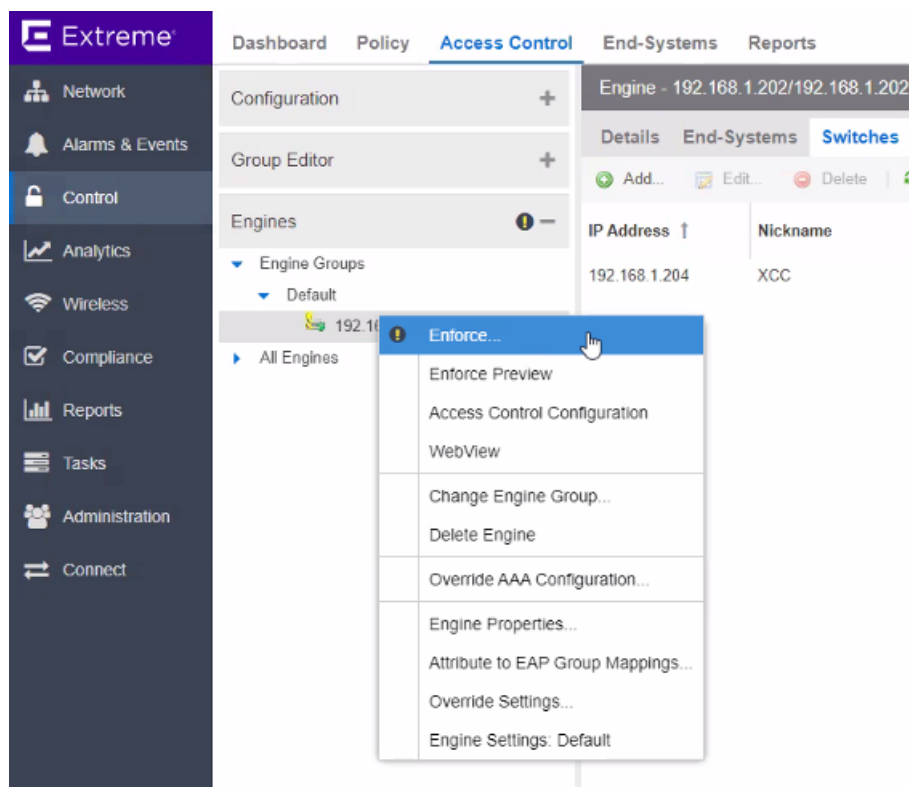 Extreme
Dashboard Policy Access Control End-Systems Reports
Network
Alarms & Events
Control
Analytics
Wireless
Compliance
Reports
Tasks
Administration
Connect
Configuration
Group Editor
Engines
Engine Groups
Default
192.16
All Engines
Engine - 192.168.1.202/192.168.1.202
Details End-Systems Switches
Add... Edit... Delete
IP Address Nickname
192.168.1.204 XCC
Enforce...
Enforce Preview
Access Control Configuration
WebView
Change Engine Group...
Delete Engine
Override AAA Configuration...
Engine Properties...
Attribute to EAP Group Mappings...
Override Settings...
Engine Settings: Default